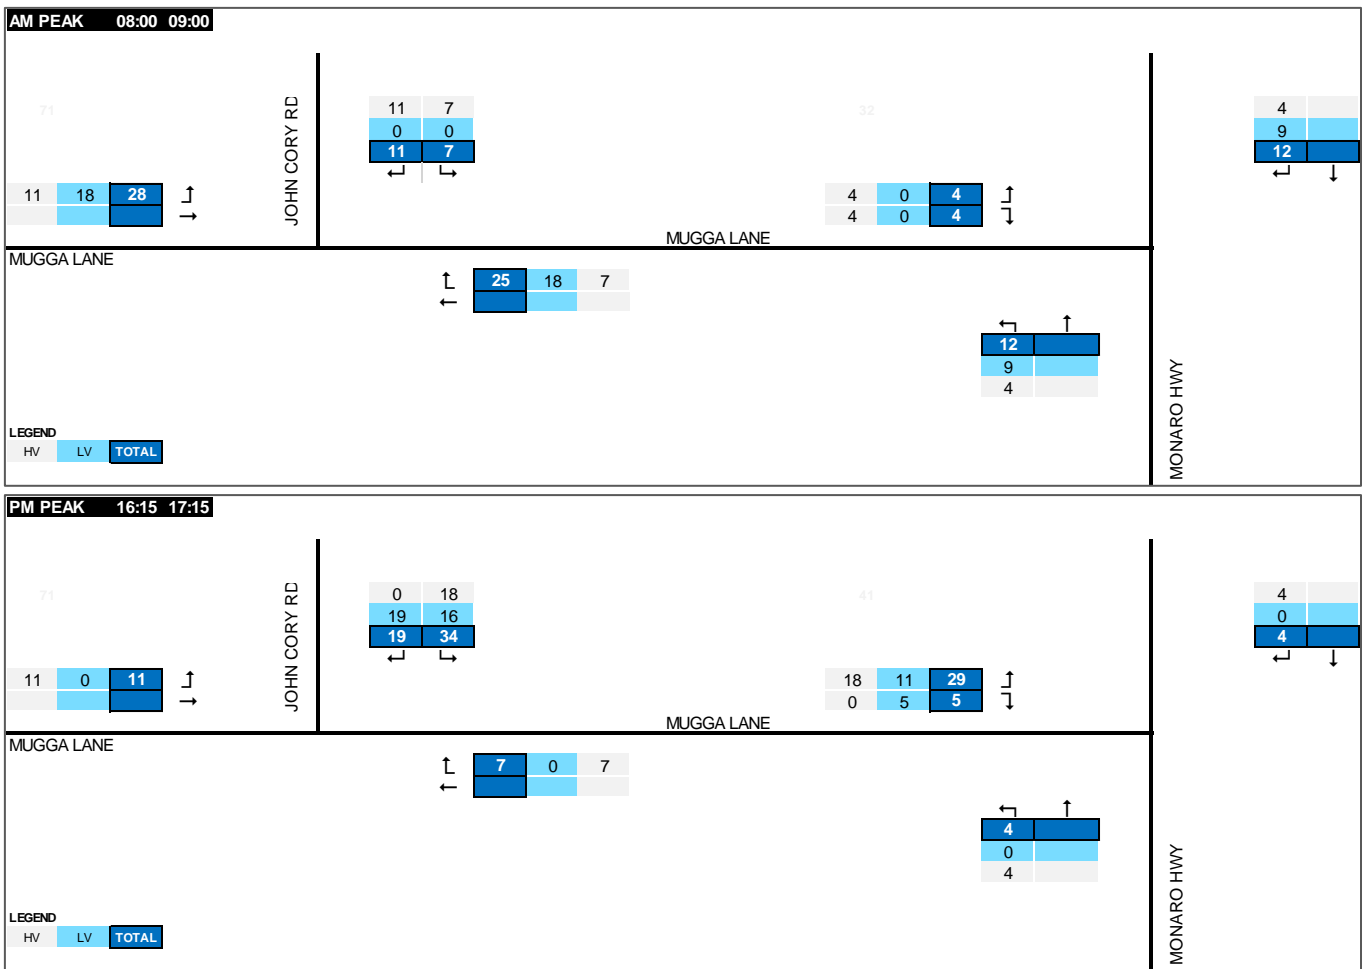 AM PEAK 08:00 09:00
71
JOHN CORY RD
11 7
0 0
11 7
32
4
9
12
11 18 28
4 0 4
4 0 4
MUGGA LANE
MUGGA LANE
25 18 7
12
9
4
MONARO HWY
LEGEND
HV LV TOTAL
PM PEAK 16:15 17:15
71
JOHN CORY RD
0 18
19 16
19 34
41
4
0
4
11 0 11
18 11 29
0 5 5
MUGGA LANE
MUGGA LANE
7 0 7
4
0
4
MONARO HWY
LEGEND
HV LV TOTAL